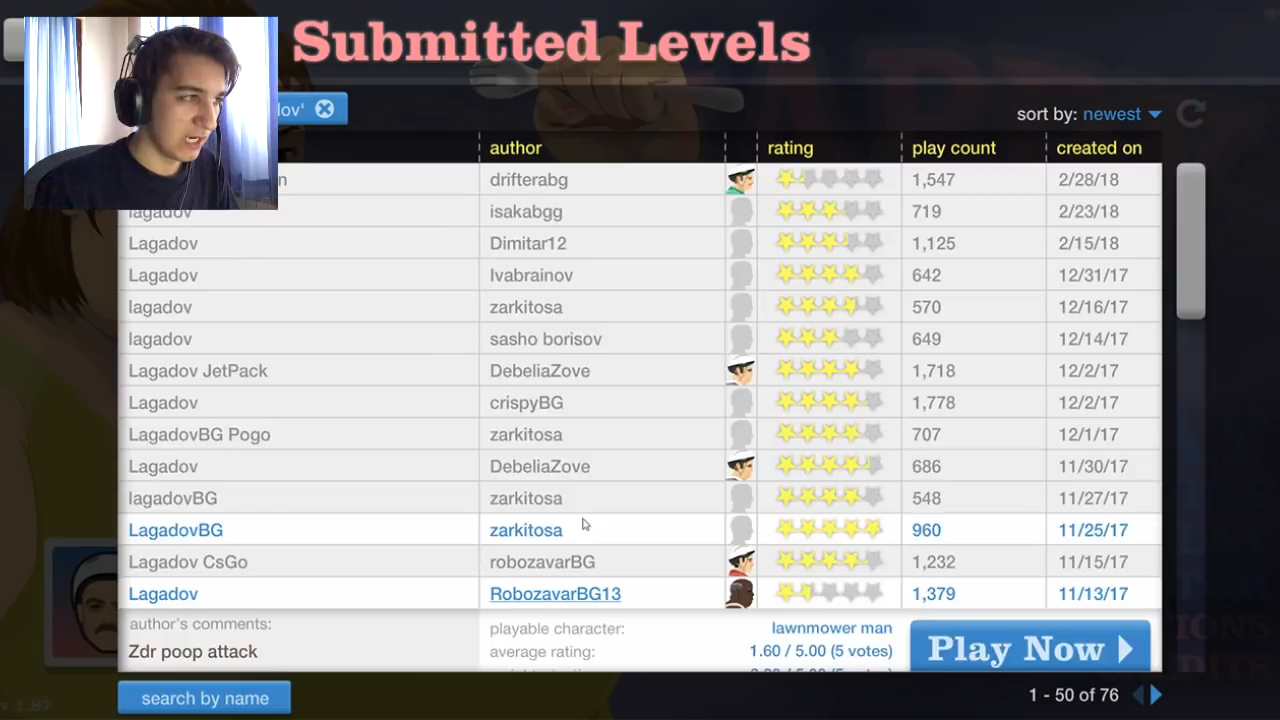 Submitted Levels
lov'
sort by: newest
author rating play count created on
n drifterabg 1,547 2/28/18
lagadov isakabgg 719 2/23/18
Lagadov Dimitar12 1,125 2/15/18
Lagadov Ivabrainov 642 12/31/17
lagadov zarkitosa 570 12/16/17
lagadov sasho borisov 649 12/14/17
Lagadov JetPack DebeliaZove 1,718 12/2/17
Lagadov crispyBG 1,778 12/2/17
LagadovBG Pogo zarkitosa 707 12/1/17
Lagadov DebeliaZove 686 11/30/17
lagadovBG zarkitosa 548 11/27/17
LagadovBG zarkitosa 960 11/25/17
Lagadov CsGo robozavarBG 1,232 11/15/17
Lagadov RobozavarBG13 1,379 11/13/17
author's comments: playable character: lawnmower man
Zdr poop attack average rating: 1.60 / 5.00 (5 votes)
Play Now
search by name
1 - 50 of 76
v 1.87